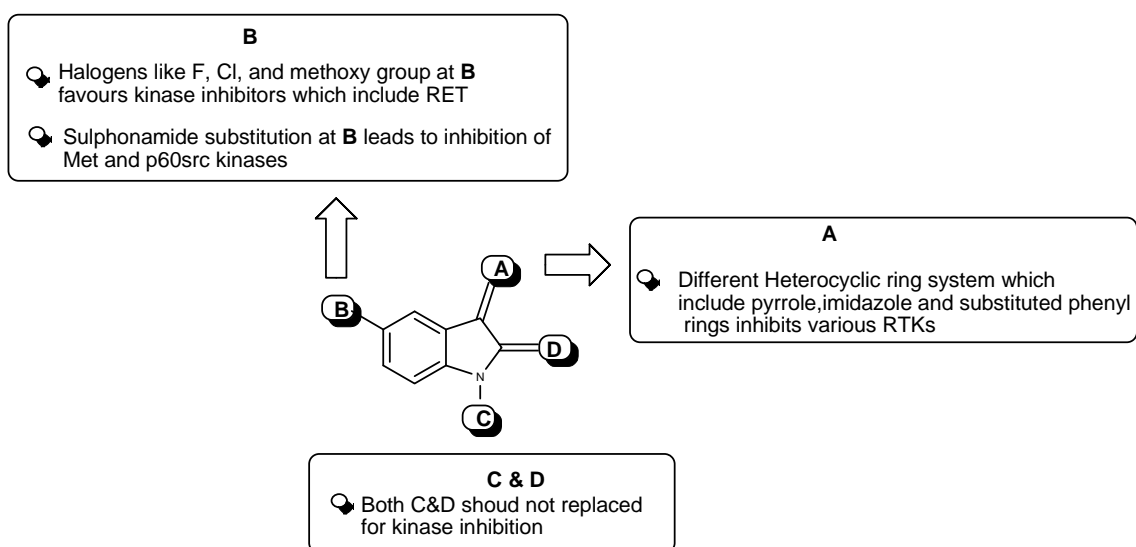 B
Halogens like F, Cl, and methoxy group at B
favours kinase inhibitors which include RET
Sulphonamide substitution at B leads to inhibition of
Met and p60src kinases
A
Different Heterocyclic ring system which
include pyrrole,imidazole and substituted phenyl
rings inhibits various RTKs
A
B
D
N
C
C & D
Both C&D shoud not replaced
for kinase inhibition